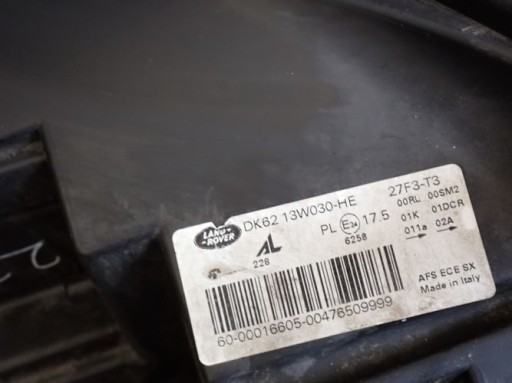 LAND-
ROVER
DK62 13W030-HE 27F3-T3
AL
226
PL E24 17.5
6258
00RL 00SM2
01K 01DCR
011a 02A
60-00016605-00476509999
AFS ECE SX
Made in Italy